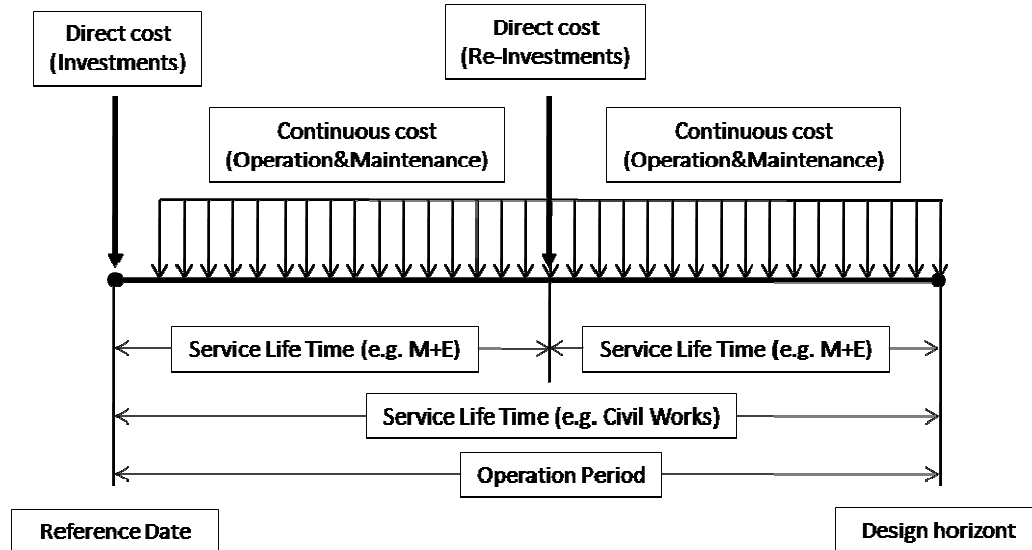 Direct cost
(Investments)
Direct cost
(Re-Investments)
Continuous cost
(Operation&Maintenance)
Continuous cost
(Operation&Maintenance)
Service Life Time (e.g. M+E)
Service Life Time (e.g. M+E)
Service Life Time (e.g. Civil Works)
Operation Period
Reference Date
Design horizont